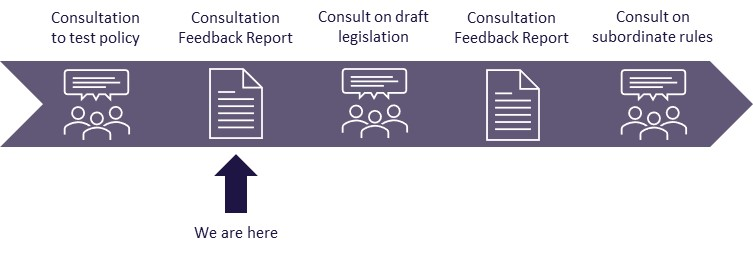 Consultation
to test policy
Consultation
Feedback Report
Consult on draft
legislation
Consultation
Feedback Report
Consult on
subordinate rules
We are here